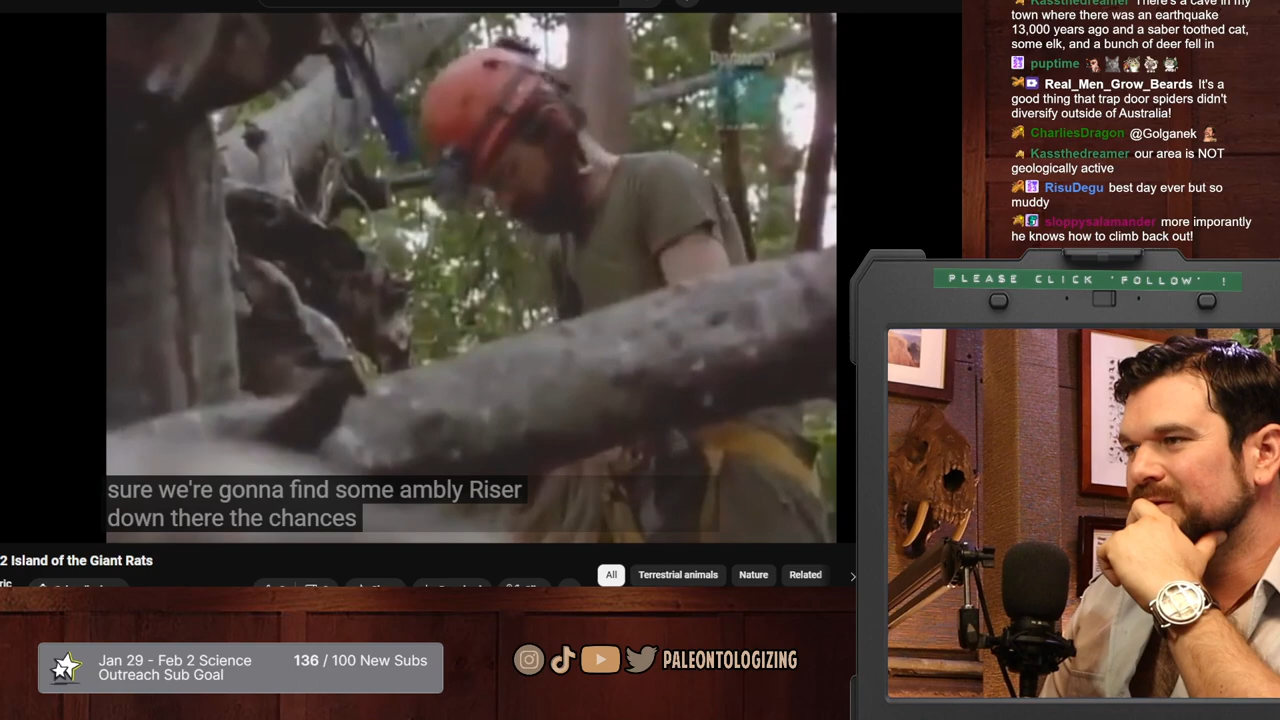 Kassthedreamer There's a cave in my
town where there was an earthquake
13,000 years ago and a saber toothed cat,
some elk, and a bunch of deer fell in
puptime
Real_Men_Grow_Beards It's a
good thing that trap door spiders didn't
diversify outside of Australia!
CharliesDragon @Golganek
Kassthedreamer our area is NOT
geologically active
RisuDegu best day ever but so
muddy
sloppysalamander more imporantly
he knows how to climb back out!
Discovery
PLEASE CLICK "FOLLOW" !
sure we're gonna find some ambly Riser
down there the chances
2 Island of the Giant Rats
All Terrestrial animals Nature Related
Jan 29 - Feb 2 Science
Outreach Sub Goal
136 / 100 New Subs
PALEONTOLOGIZING